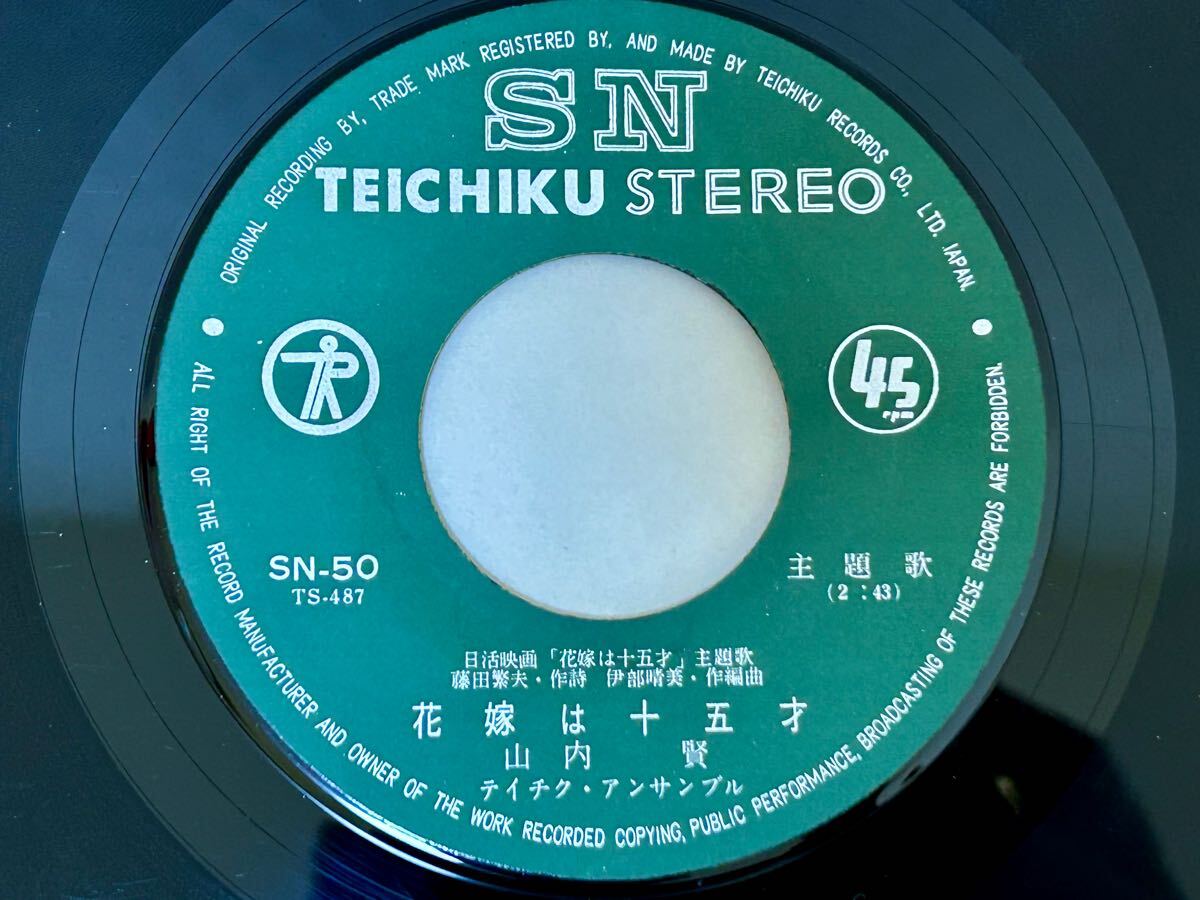 ORIGINAL RECORDING BY, TRADE MARK REGISTERED BY, AND MADE BY TEICHIKU RECORDS CO., LTD. JAPAN.
SN
TEICHIKU STEREO
TR
45
rpm
SN-50
TS-487
主題歌
(2:43)
日活映画「花嫁は十五才」主題歌
藤田繁夫・作詩 伊部晴美・作編曲
花嫁は十五才
山内 賢
テイチク・アンサンブル
ALL RIGHT OF THE RECORD MANUFACTURER AND OWNER OF THE WORK RECORDED COPYING, PUBLIC PERFORMANCE, BROADCASTING OF THESE RECORDS ARE FORBIDDEN.